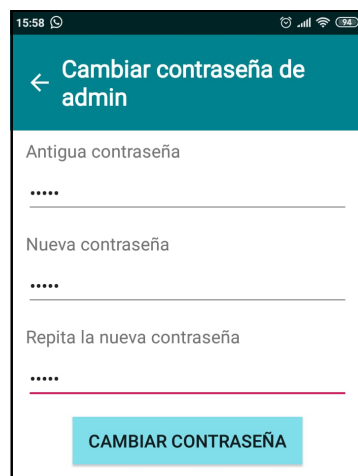 15:58 94
Cambiar contraseña de
admin
Antigua contraseña
•••••
Nueva contraseña
•••••
Repita la nueva contraseña
•••••
CAMBIAR CONTRASEÑA